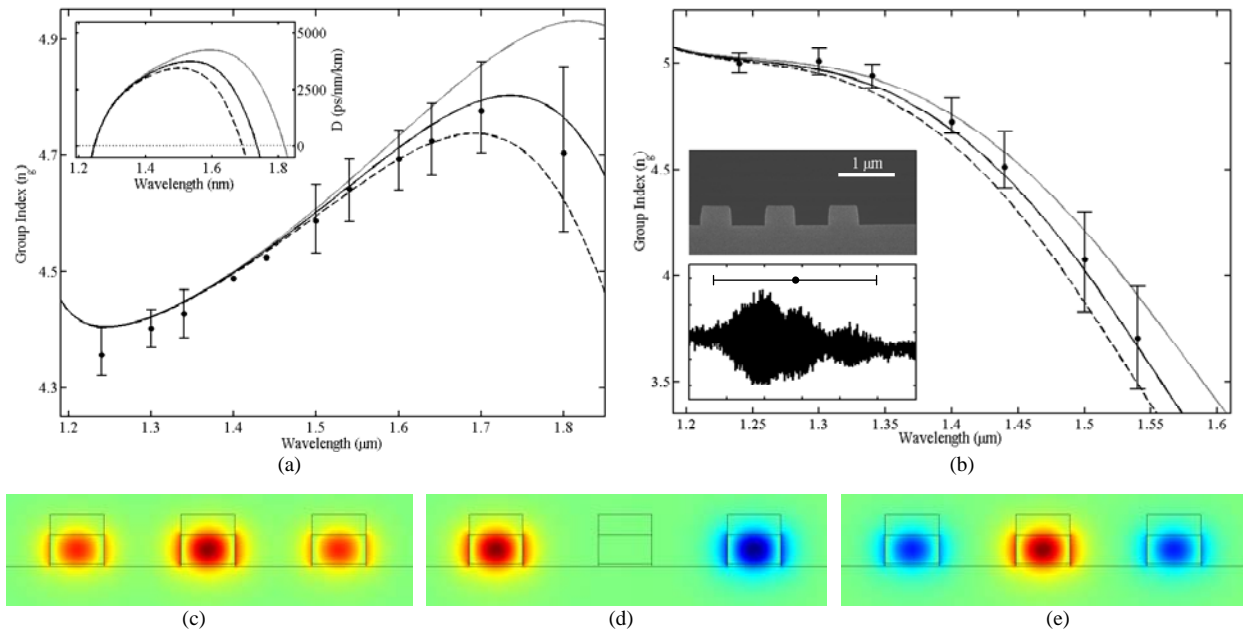 4.9
4.7
4.5
4.3
Group Index (n_g)
1.2 1.3 1.4 1.5 1.6 1.7 1.8
Wavelength (μm)
5000
2500
0
D (ps/nm/km)
1.2 1.4 1.6 1.8
Wavelength (nm)
(a)
5
4.5
4
3.5
Group Index (n_g)
1.2 1.25 1.3 1.35 1.4 1.45 1.5 1.55 1.6
Wavelength (μm)
1 μm
(b)
(c)
(d)
(e)